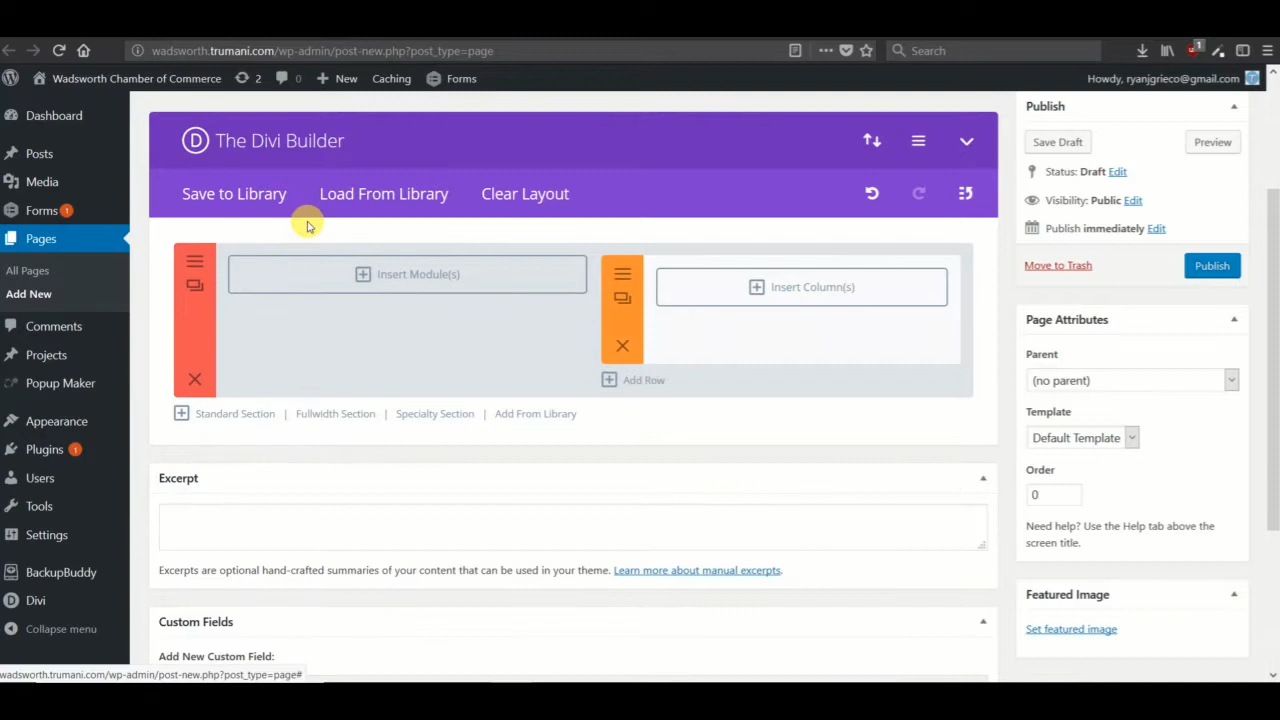 wadsworth.trumani.com/wp-admin/post-new.php?post_type=page
Search
1
Wadsworth Chamber of Commerce
2
0
New
Caching
Forms
Howdy, ryanjgrieco@gmail.com
Dashboard
Posts
Media
Forms 1
Pages
All Pages
Add New
Comments
Projects
Popup Maker
Appearance
Plugins 1
Users
Tools
Settings
BackupBuddy
D Divi
Collapse menu
D The Divi Builder
Save to Library
Load From Library
Clear Layout
Insert Module(s)
Insert Column(s)
Add Row
Standard Section | Fullwidth Section | Specialty Section | Add From Library
Excerpt
Excerpts are optional hand-crafted summaries of your content that can be used in your theme. Learn more about manual excerpts.
Custom Fields
Add New Custom Field:
Publish
Save Draft
Preview
Status: Draft Edit
Visibility: Public Edit
Publish immediately Edit
Move to Trash
Publish
Page Attributes
Parent
(no parent)
Template
Default Template
Order
0
Need help? Use the Help tab above the
screen title.
Featured Image
Set featured image
wadsworth.trumani.com/wp-admin/post-new.php?post_type=page#